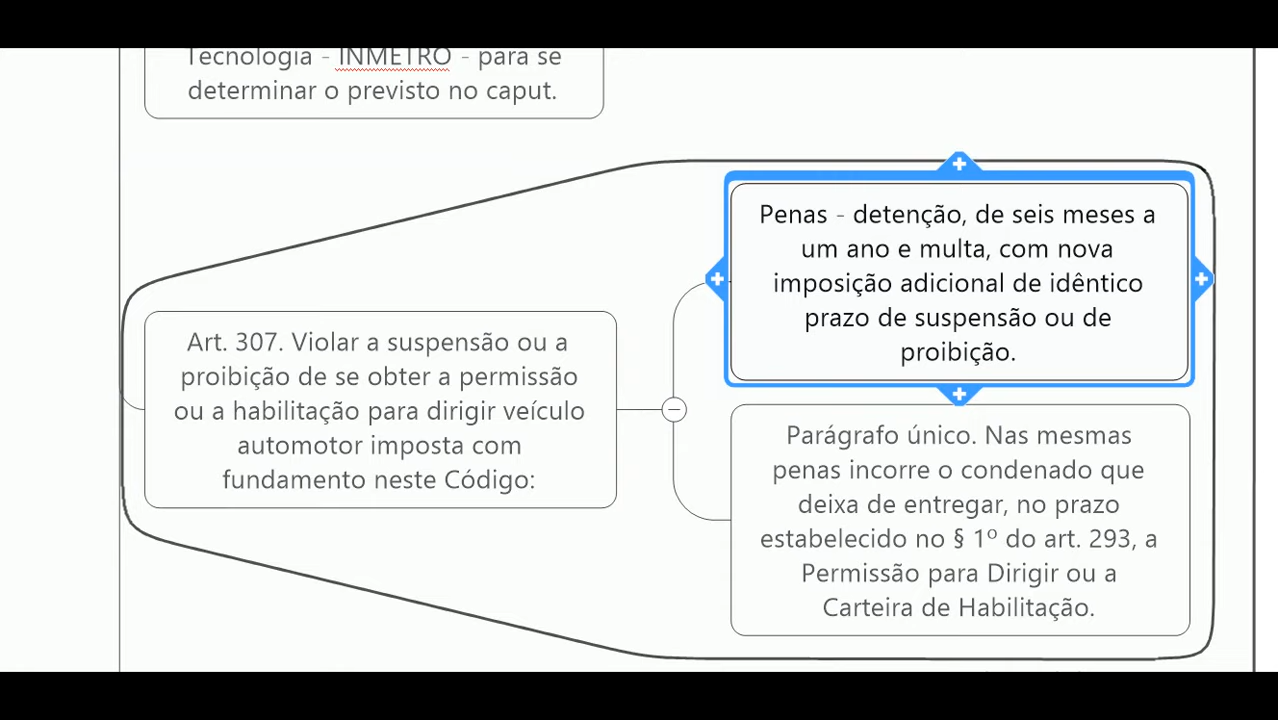 Tecnologia - INMETRO - para se
determinar o previsto no caput.
Penas - detenção, de seis meses a
um ano e multa, com nova
imposição adicional de idêntico
prazo de suspensão ou de
proibição.
Art. 307. Violar a suspensão ou a
proibição de se obter a permissão
ou a habilitação para dirigir veículo
automotor imposta com
fundamento neste Código:
Parágrafo único. Nas mesmas
penas incorre o condenado que
deixa de entregar, no prazo
estabelecido no § 1º do art. 293, a
Permissão para Dirigir ou a
Carteira de Habilitação.